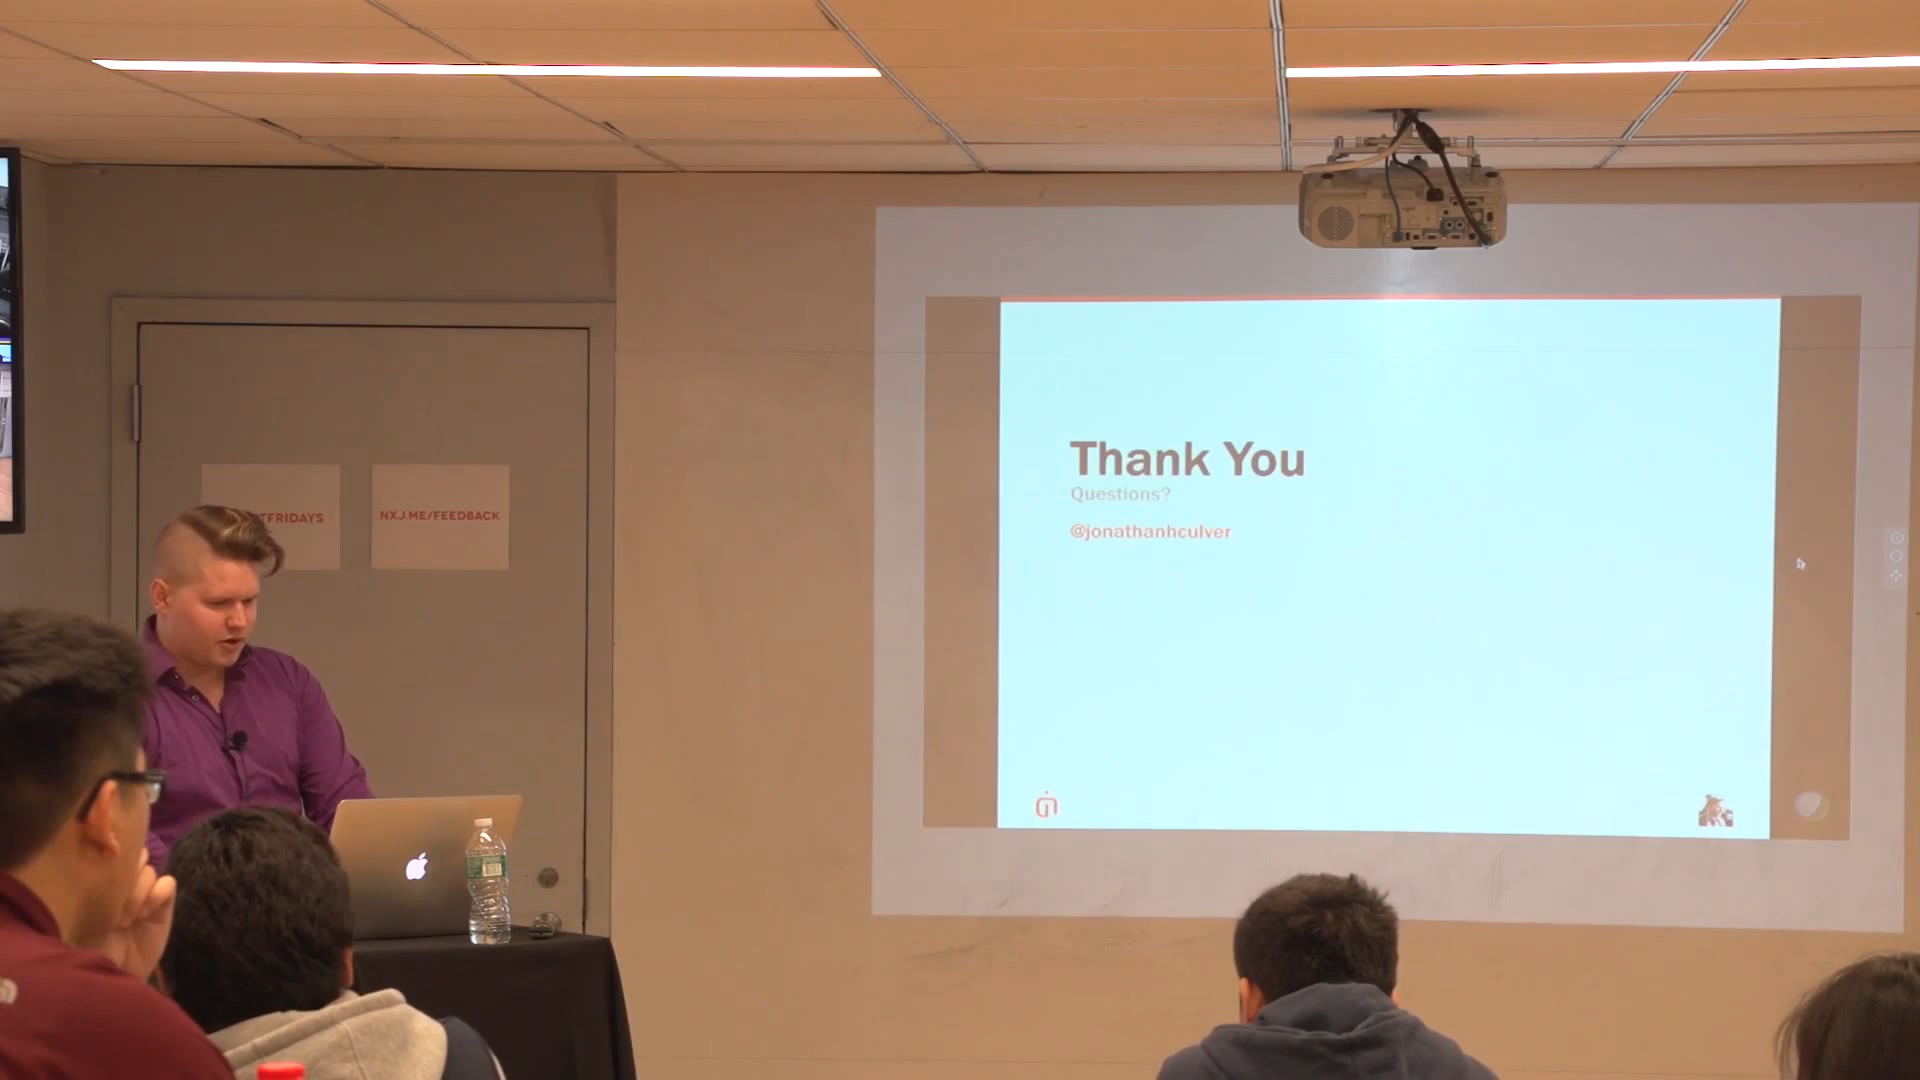 TFRIDAYS
NXJ.ME/FEEDBACK
Thank You
Questions?
@jonathanhculver